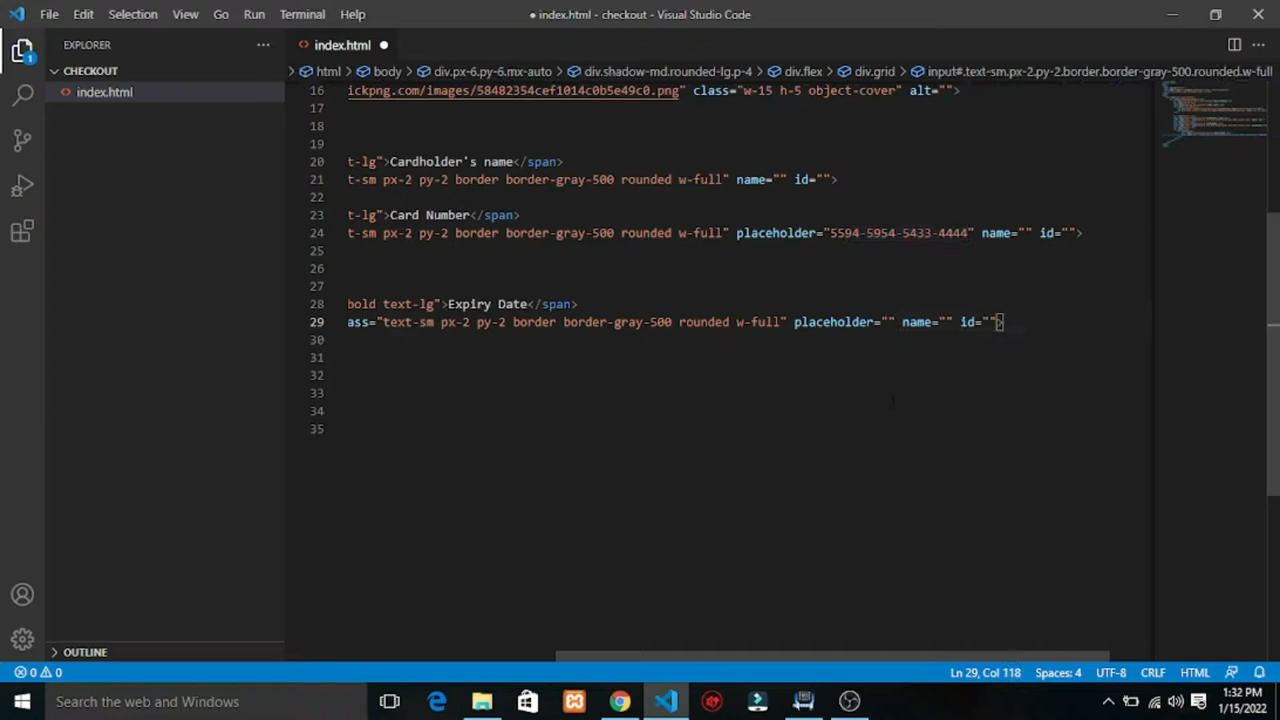 File Edit Selection View Go Run Terminal Help
● index.html - checkout - Visual Studio Code
EXPLORER
index.html
CHECKOUT
index.html
html body div.px-6.py-6.mx-auto div.shadow-md.rounded-lg.p-4 div.flex div.grid input#.text-sm.px-2.py-2.border.border-gray-500.rounded.w-full
1
16 ickpng.com/images/58482354cef1014c0b5e49c0.png" class="w-15 h-5 object-cover" alt="">
17
18
19
20 t-lg">Cardholder's name</span>
21 t-sm px-2 py-2 border border-gray-500 rounded w-full" name="" id="">
22
23 t-lg">Card Number</span>
24 t-sm px-2 py-2 border border-gray-500 rounded w-full" placeholder="5594-5954-5433-4444" name="" id="">
25
26
27
28 bold text-lg">Expiry Date</span>
29 ass="text-sm px-2 py-2 border border-gray-500 rounded w-full" placeholder="" name="" id="">
30
31
32
33
34
35
OUTLINE
0 0
Ln 29, Col 118 Spaces: 4 UTF-8 CRLF HTML
Search the web and Windows
1:32 PM
1/15/2022